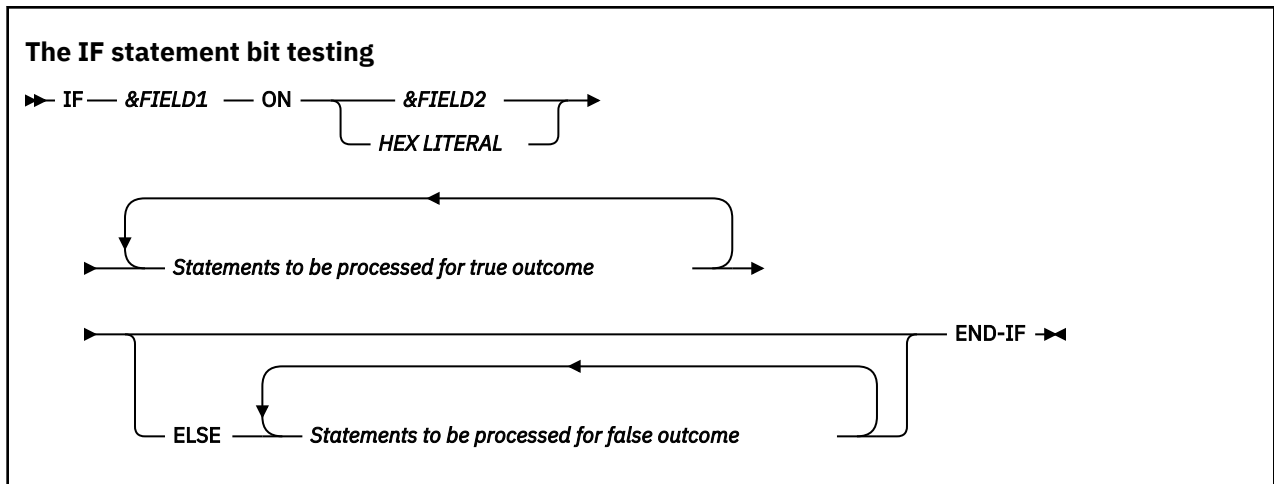 The IF statement bit testing
IF &FIELD1 ON &FIELD2
HEX LITERAL
Statements to be processed for true outcome
END-IF
ELSE Statements to be processed for false outcome